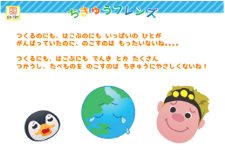 ちきゅうフレンズ
つくるのにも、はこぶのにも いっぱいの ひとが
がんばっていたのに、のこすのは もったいないね。。。。
つくるにも、はこぶにも でんき とか たくさん
つかうし、たべものを のこすのは ちきゅうにやさしくないね！